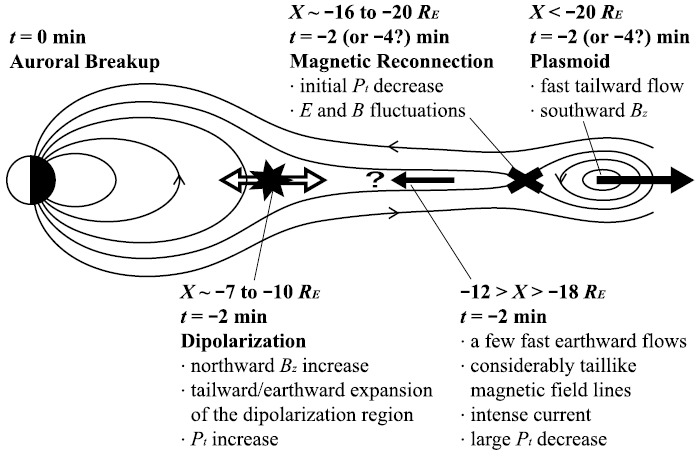 t = 0 min
Auroral Breakup
X ~ −16 to −20 RE
t = −2 (or −4?) min
Magnetic Reconnection
· initial Pt decrease
· E and B fluctuations
X < −20 RE
t = −2 (or −4?) min
Plasmoid
· fast tailward flow
· southward Bz
?
X ~ −7 to −10 RE
t = −2 min
Dipolarization
· northward Bz increase
· tailward/earthward expansion
of the dipolarization region
· Pt increase
−12 > X > −18 RE
t = −2 min
· a few fast earthward flows
· considerably taillike
magnetic field lines
· intense current
· large Pt decrease